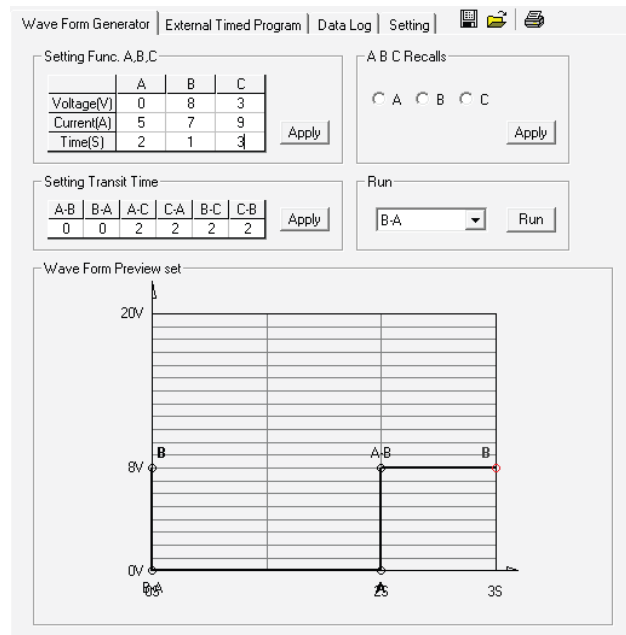 Wave Form Generator External Timed Program Data Log Setting
Setting Func. A,B,C
A B C
Voltage(V) 0 8 3
Current(A) 5 7 9
Time(S) 2 1 3
Apply
A B C Recalls
A B C
Apply
Setting Transit Time
A-B B-A A-C C-A B-C C-B
0 0 2 2 2 2
Apply
Run
B-A Run
Wave Form Preview set
20V
B A-B B
8V
0V
B-A A
0S 2S 3S